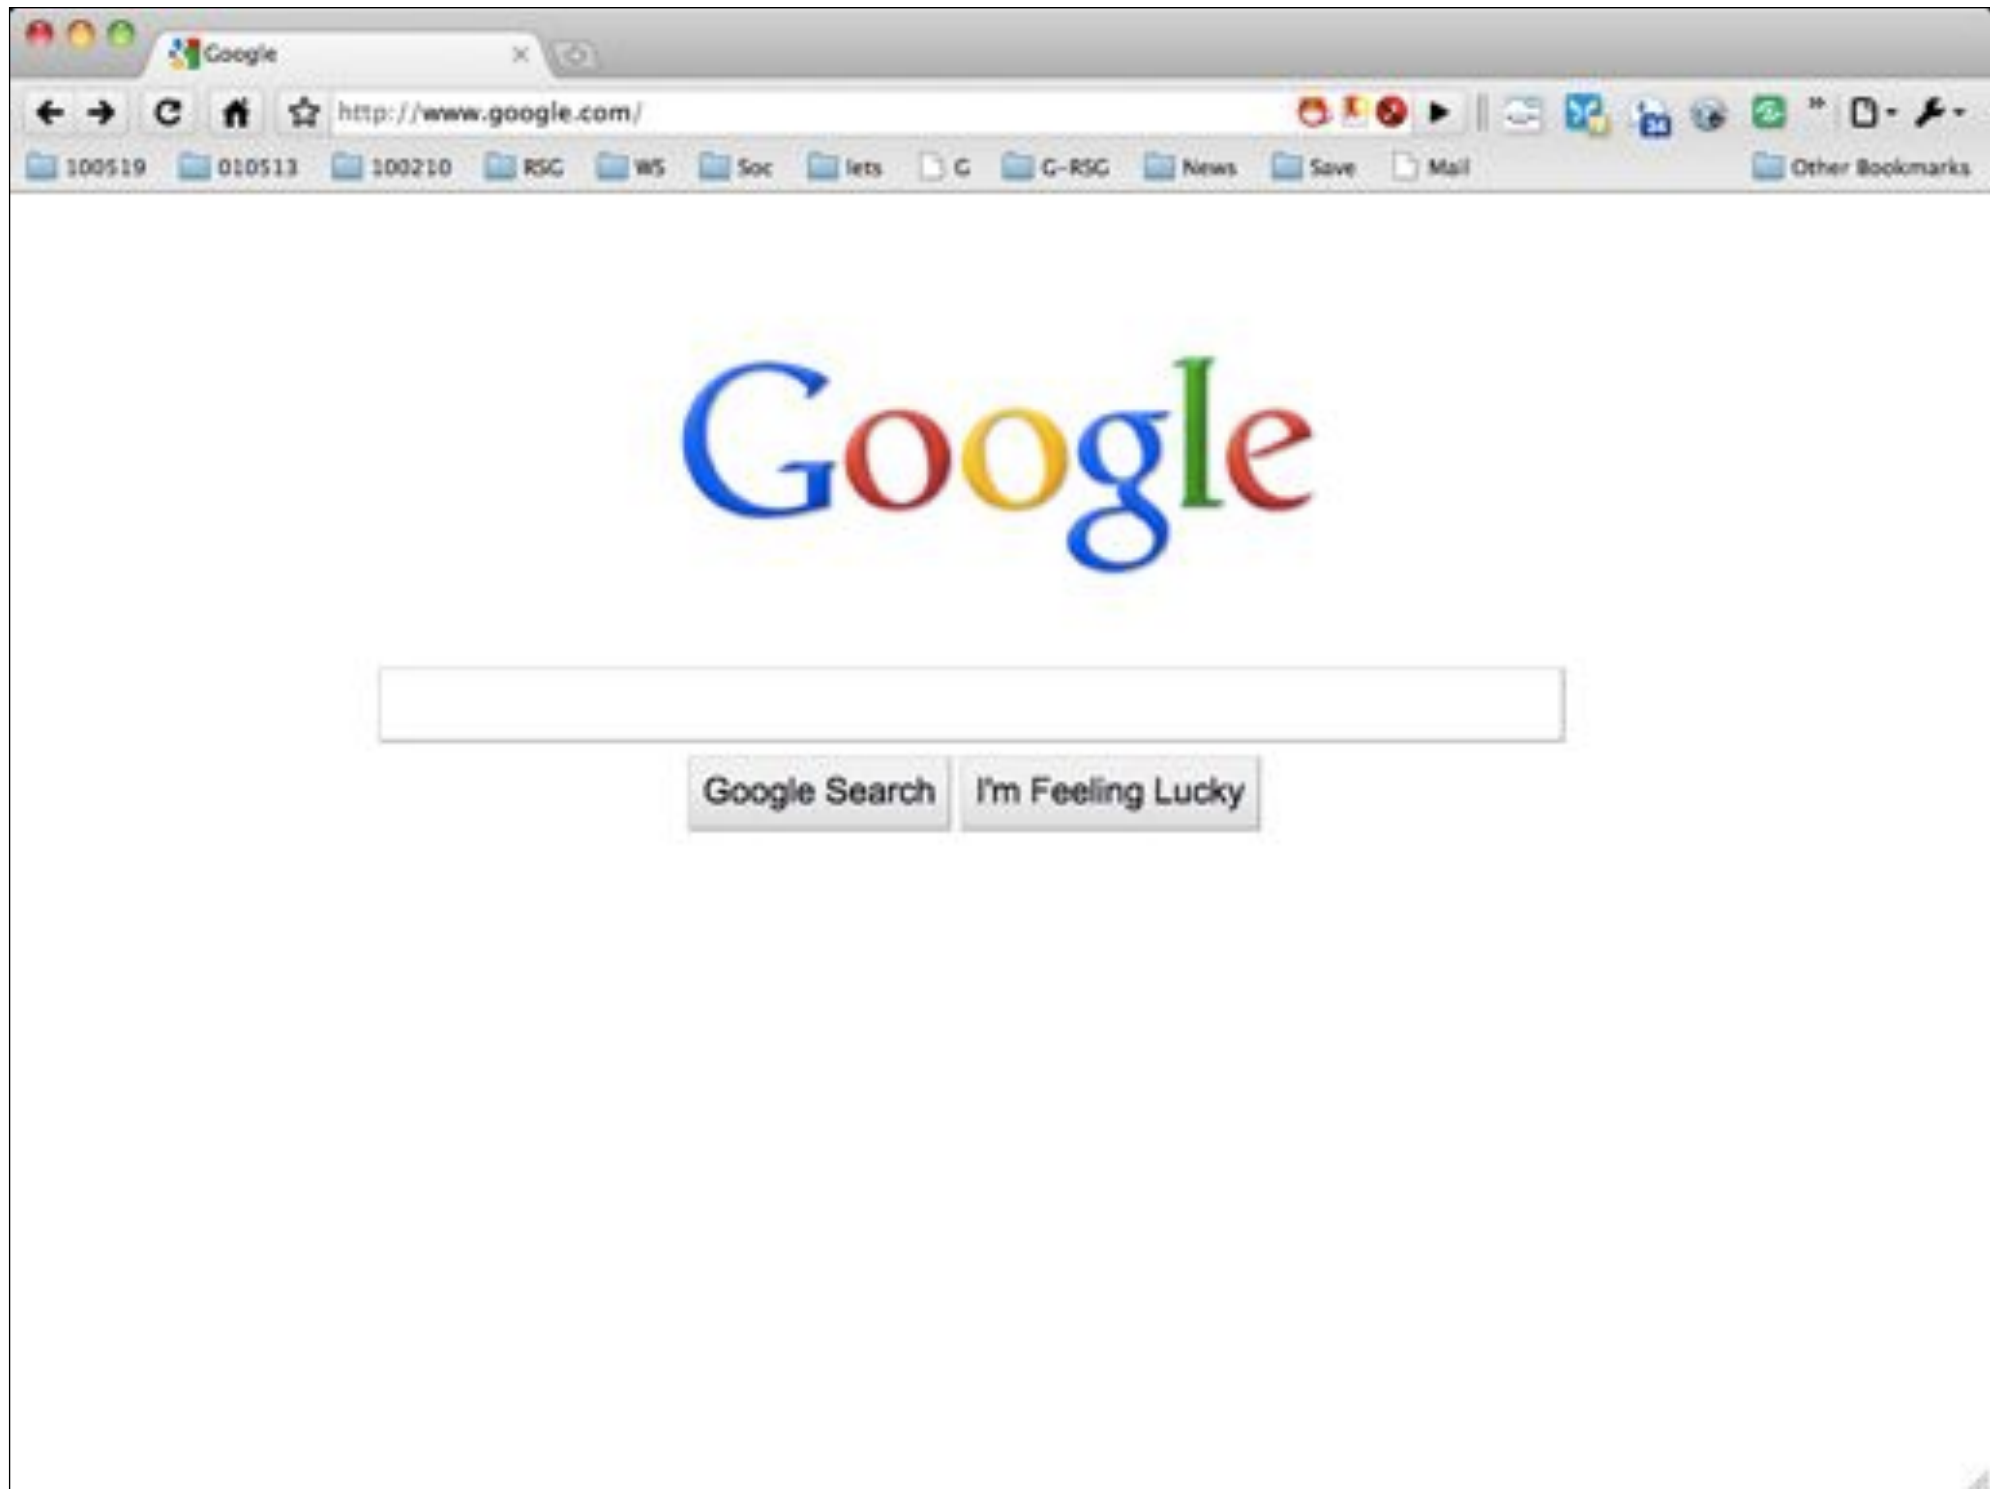 Google
http://www.google.com/
100519 010513 100210 RSG WS Soc lets G G-RSG News Save Mail Other Bookmarks
Google
Google Search I'm Feeling Lucky